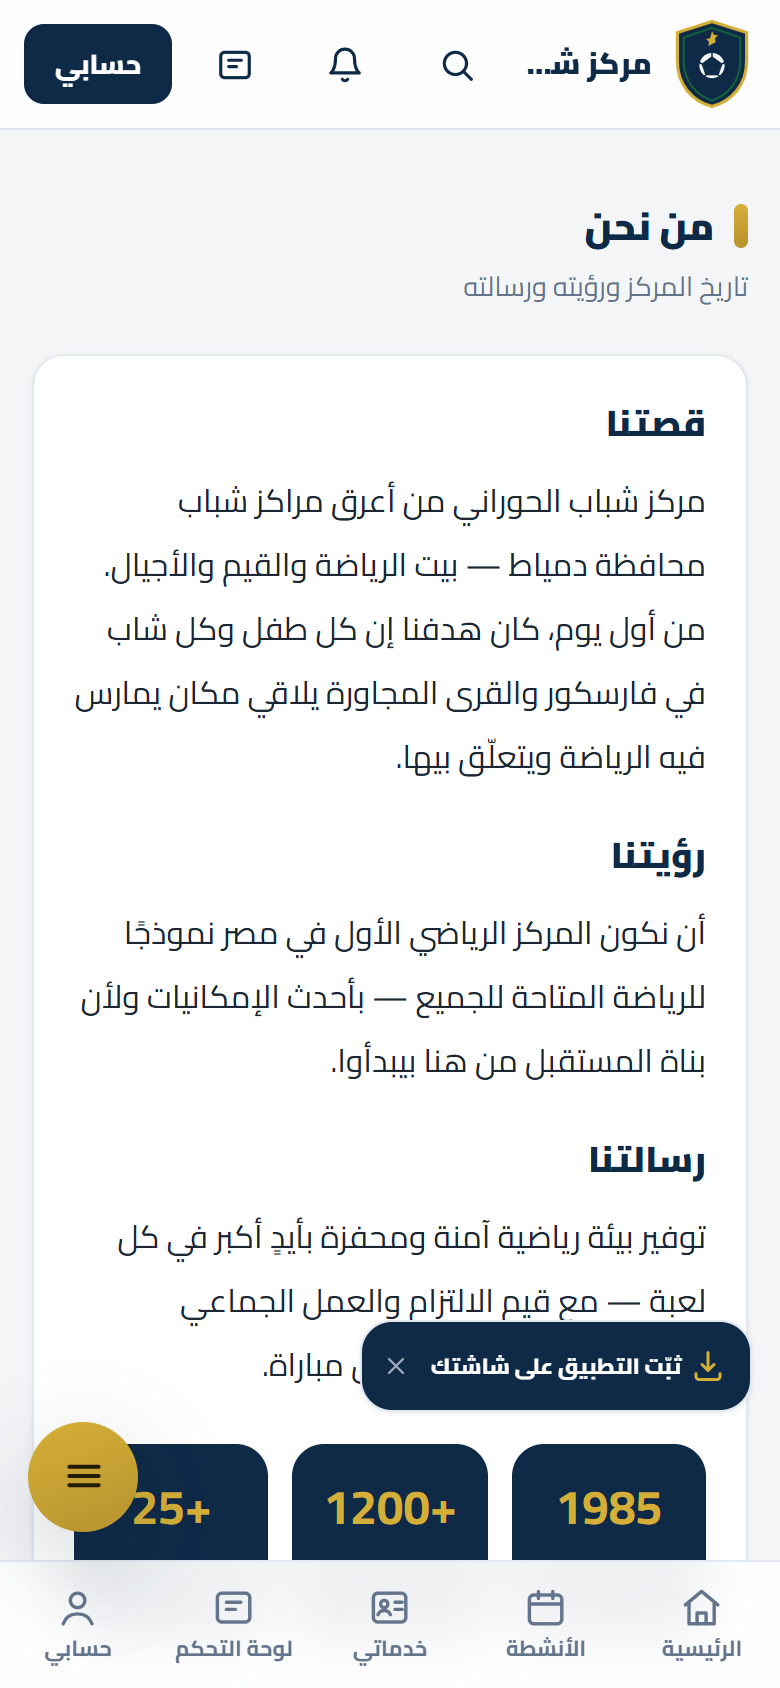 مركز ش...
حسابي
من نحن
تاريخ المركز ورؤيته ورسالته
قصتنا
مركز شباب الحوراني من أعرق مراكز شباب
محافظة دمياط — بيت الرياضة والقيم والأجيال.
من أول يوم، كان هدفنا إن كل طفل وكل شاب
في فارسكور والقرى المجاورة يلاقي مكان يمارس
فيه الرياضة ويتعلّق بيها.
رؤيتنا
أن نكون المركز الرياضي الأول في مصر نموذجًا
للرياضة المتاحة للجميع — بأحدث الإمكانيات ولأن
بناة المستقبل من هنا بيبدأوا.
رسالتنا
توفير بيئة رياضية آمنة ومحفزة بأيدٍ أكبر في كل
لعبة — مع قيم الالتزام والعمل الجماعي
مباراة.
ثبّت التطبيق على شاشتك
1985
1200+
25+
الرئيسية
الأنشطة
خدماتي
لوحة التحكم
حسابي